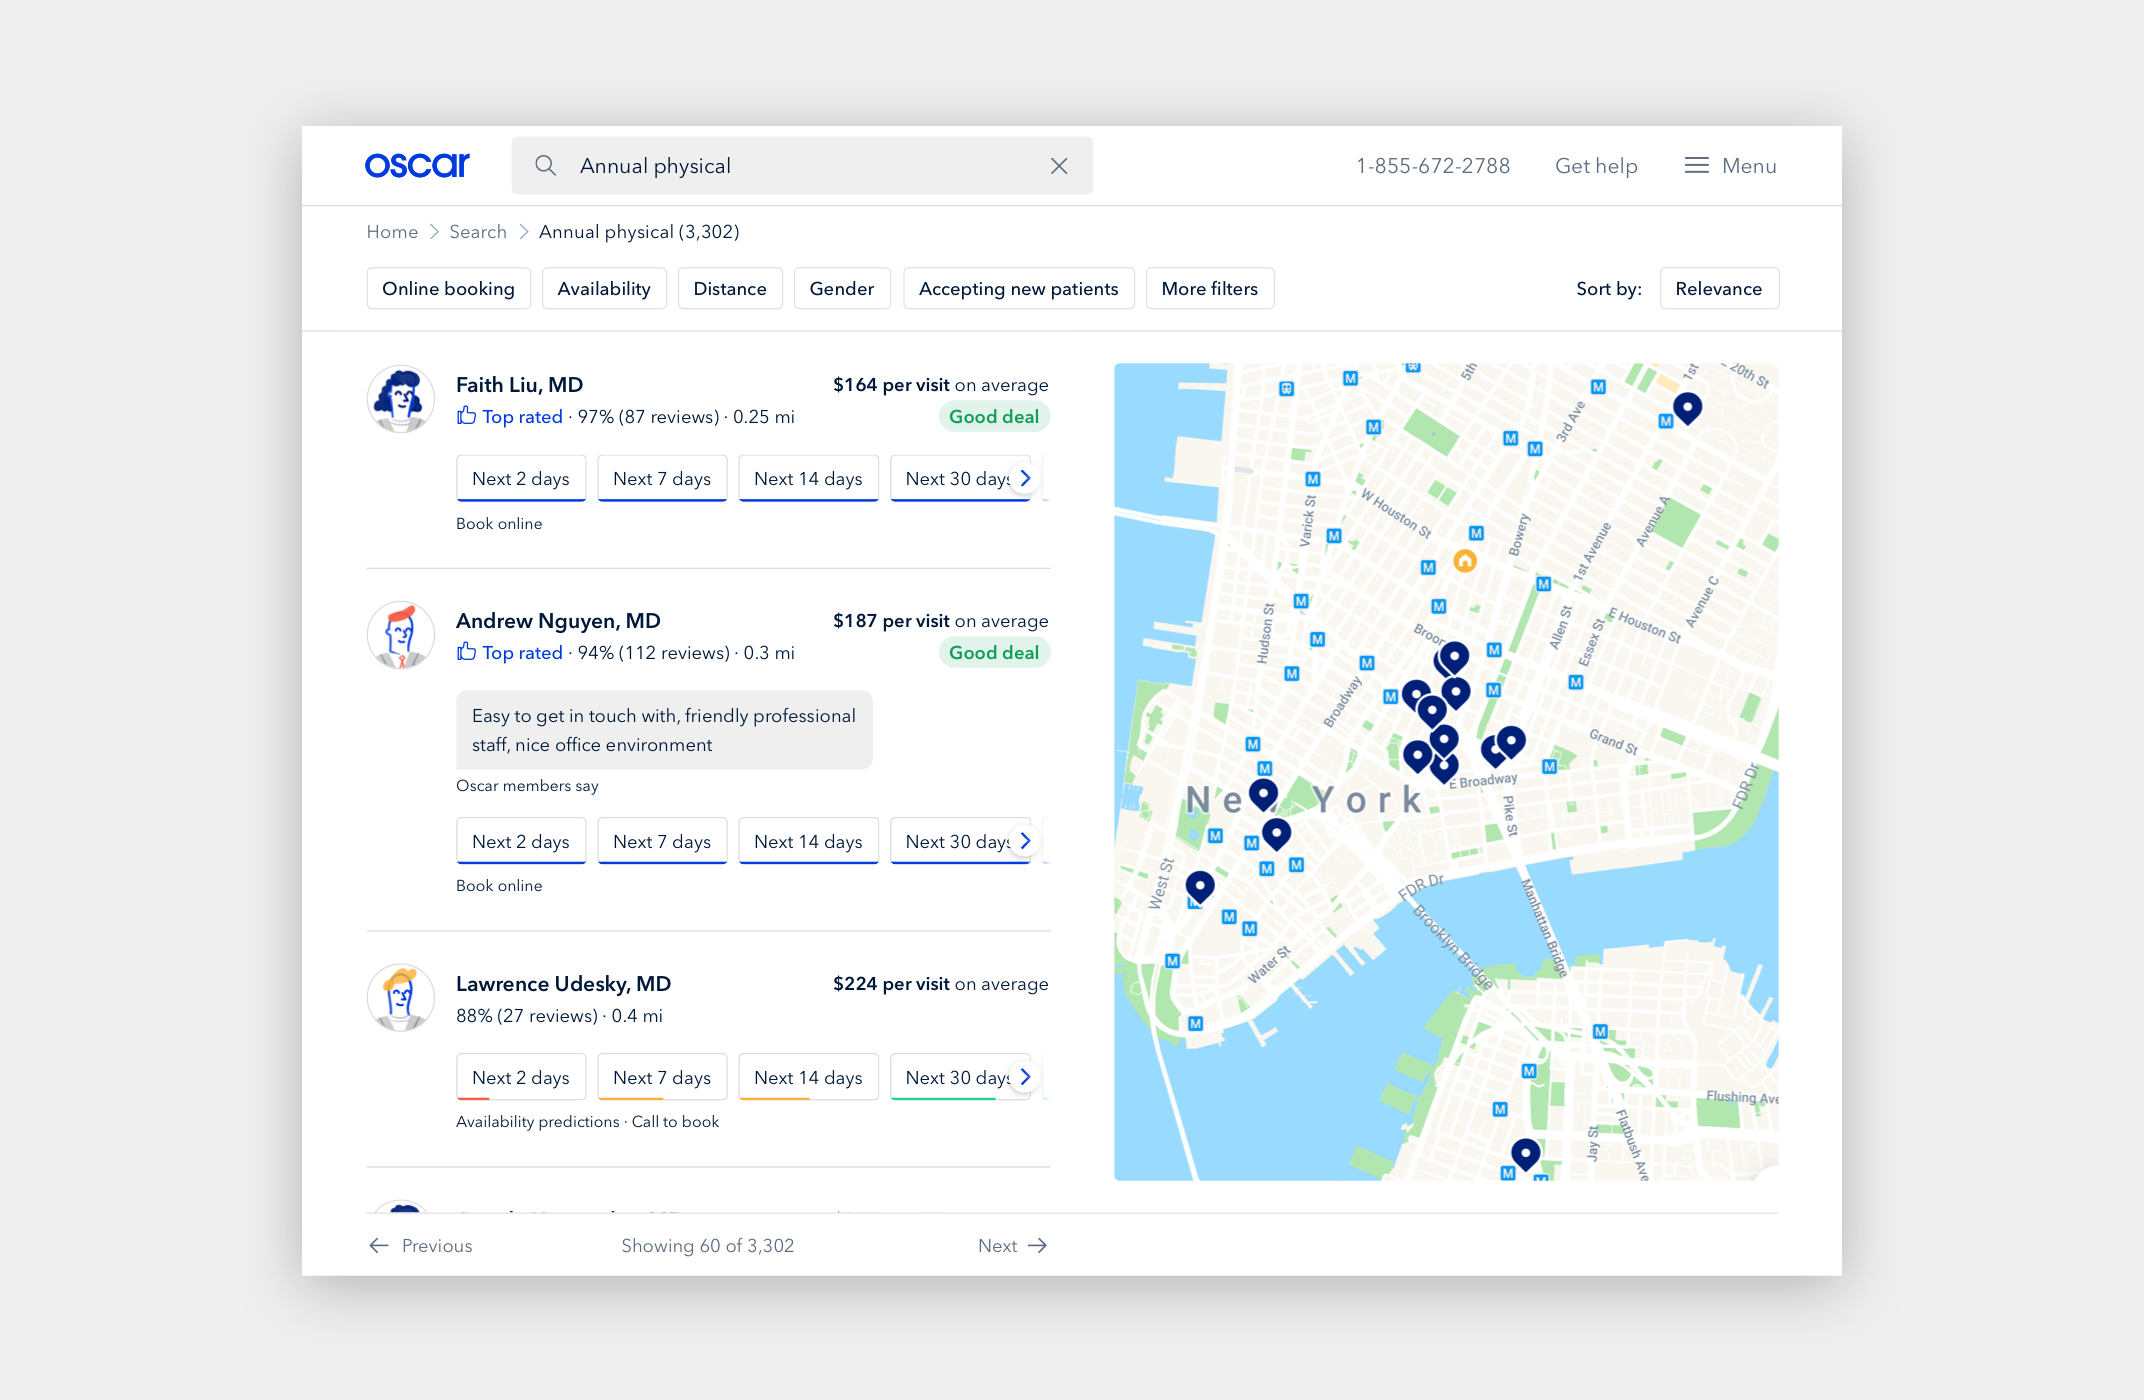 oscar
Annual physical
1-855-672-2788
Get help
Menu
Home
Search
Annual physical (3,302)
Online booking
Availability
Distance
Gender
Accepting new patients
More filters
Sort by:
Relevance
Faith Liu, MD
$164 per visit on average
Top rated · 97% (87 reviews) · 0.25 mi
Good deal
Next 2 days
Next 7 days
Next 14 days
Next 30 days
Book online
Andrew Nguyen, MD
$187 per visit on average
Top rated · 94% (112 reviews) · 0.3 mi
Good deal
Easy to get in touch with, friendly professional
staff, nice office environment
Oscar members say
Next 2 days
Next 7 days
Next 14 days
Next 30 days
Book online
Lawrence Udesky, MD
$224 per visit on average
88% (27 reviews) · 0.4 mi
Next 2 days
Next 7 days
Next 14 days
Next 30 days
Availability predictions · Call to book
Previous
Showing 60 of 3,302
Next
5th
1st
20th St
3rd Ave
M
M
M
M
M
M
M
Varick St
W Houston St
Bowery
Avenue A
1st Avenue
M
M
M
M
M
Avenue C
M
M
Hudson St
Allen St
Essex St
E Houston St
M
M
M
M
M
M
M
M
Broadway
Grand St
M
M
M
E Broadway
New York
Pike St
FDR Dr
M
M
M
M
West St
FDR Dr
Manhattan Bridge
Brooklyn Bridge
M
M
M
Water St
M
M
M
M
Flushing Ave
Flatbush Ave
Jay St
M